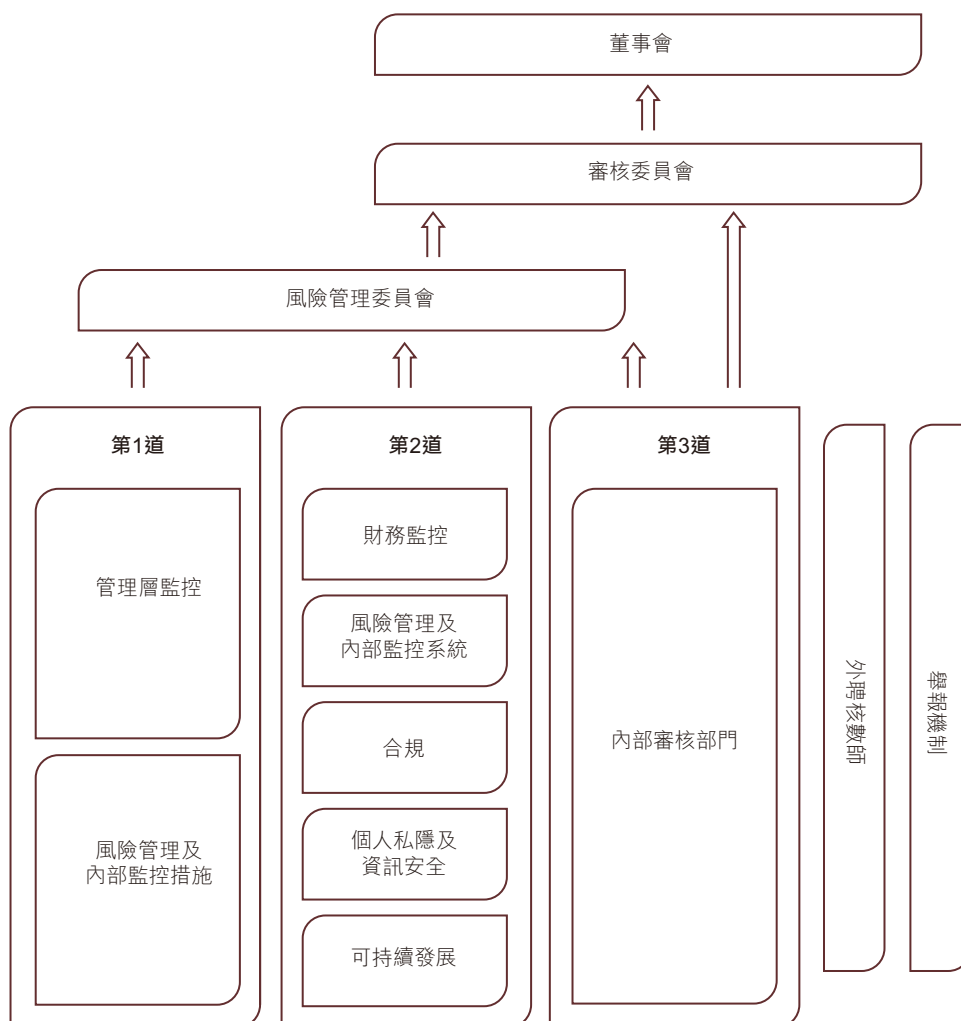 董事會
審核委員會
風險管理委員會
第1道
管理層監控
風險管理及
內部監控措施
第2道
財務監控
風險管理及
內部監控系統
合規
個人私隱及
資訊安全
可持續發展
第3道
內部審核部門
外聘核數師
舉報機制